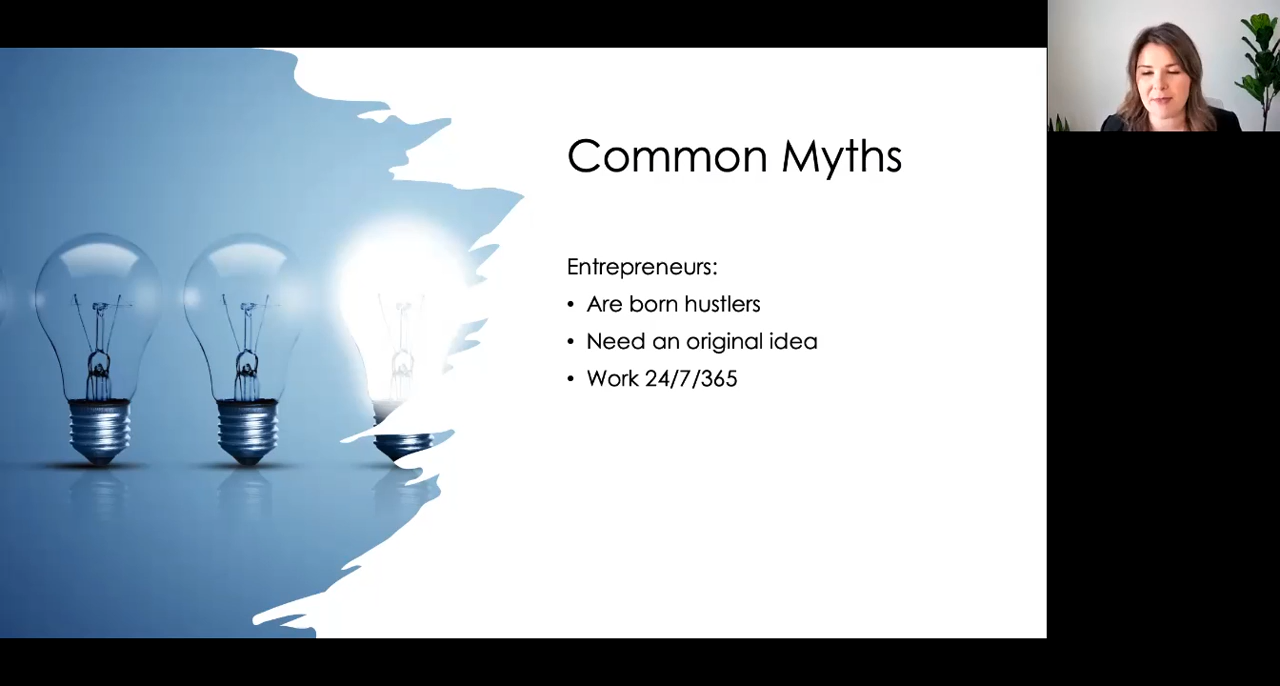 Common Myths
Entrepreneurs:
• Are born hustlers
• Need an original idea
• Work 24/7/365